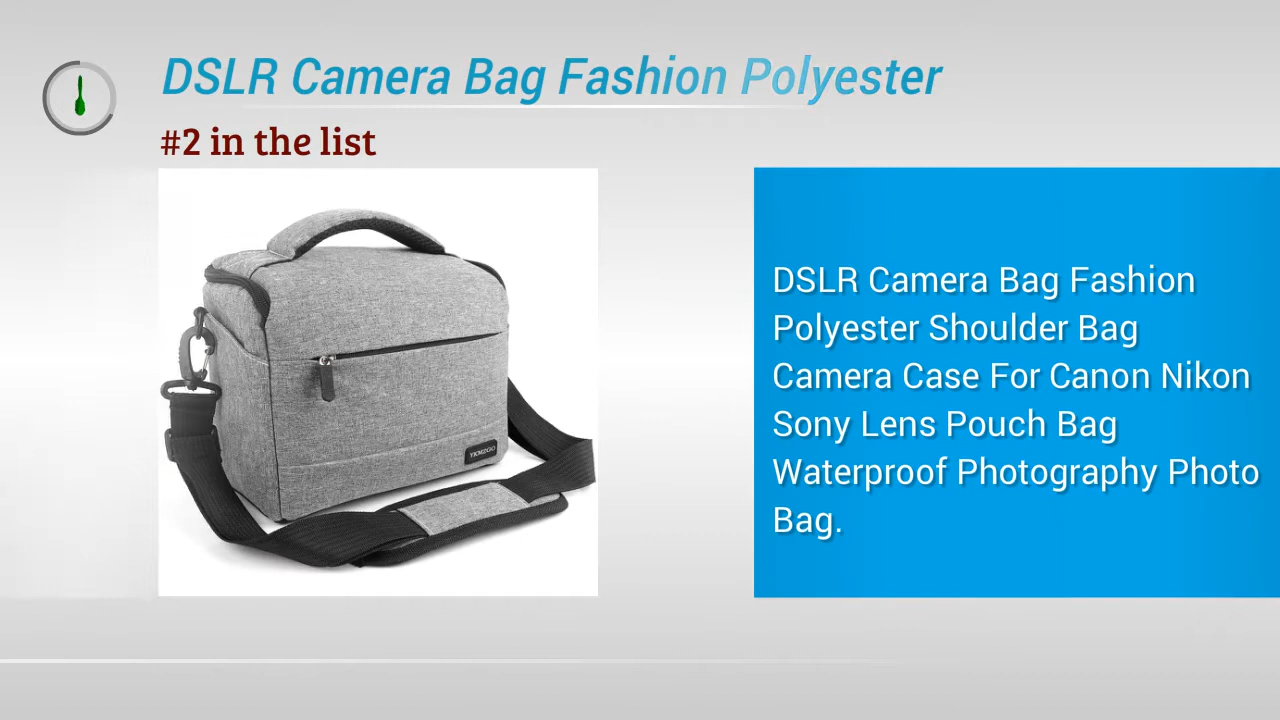 DSLR Camera Bag Fashion Polyester
#2 in the list
YKMZGO
DSLR Camera Bag Fashion
Polyester Shoulder Bag
Camera Case For Canon Nikon
Sony Lens Pouch Bag
Waterproof Photography Photo
Bag.